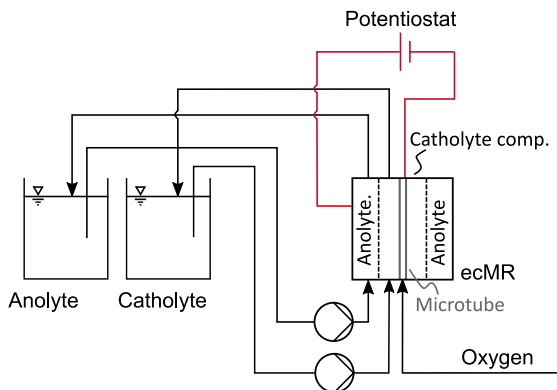 Potentiostat
Catholyte comp.
Anolyte.
Anolyte
Anolyte
Catholyte
ecMR
Microtube
Oxygen